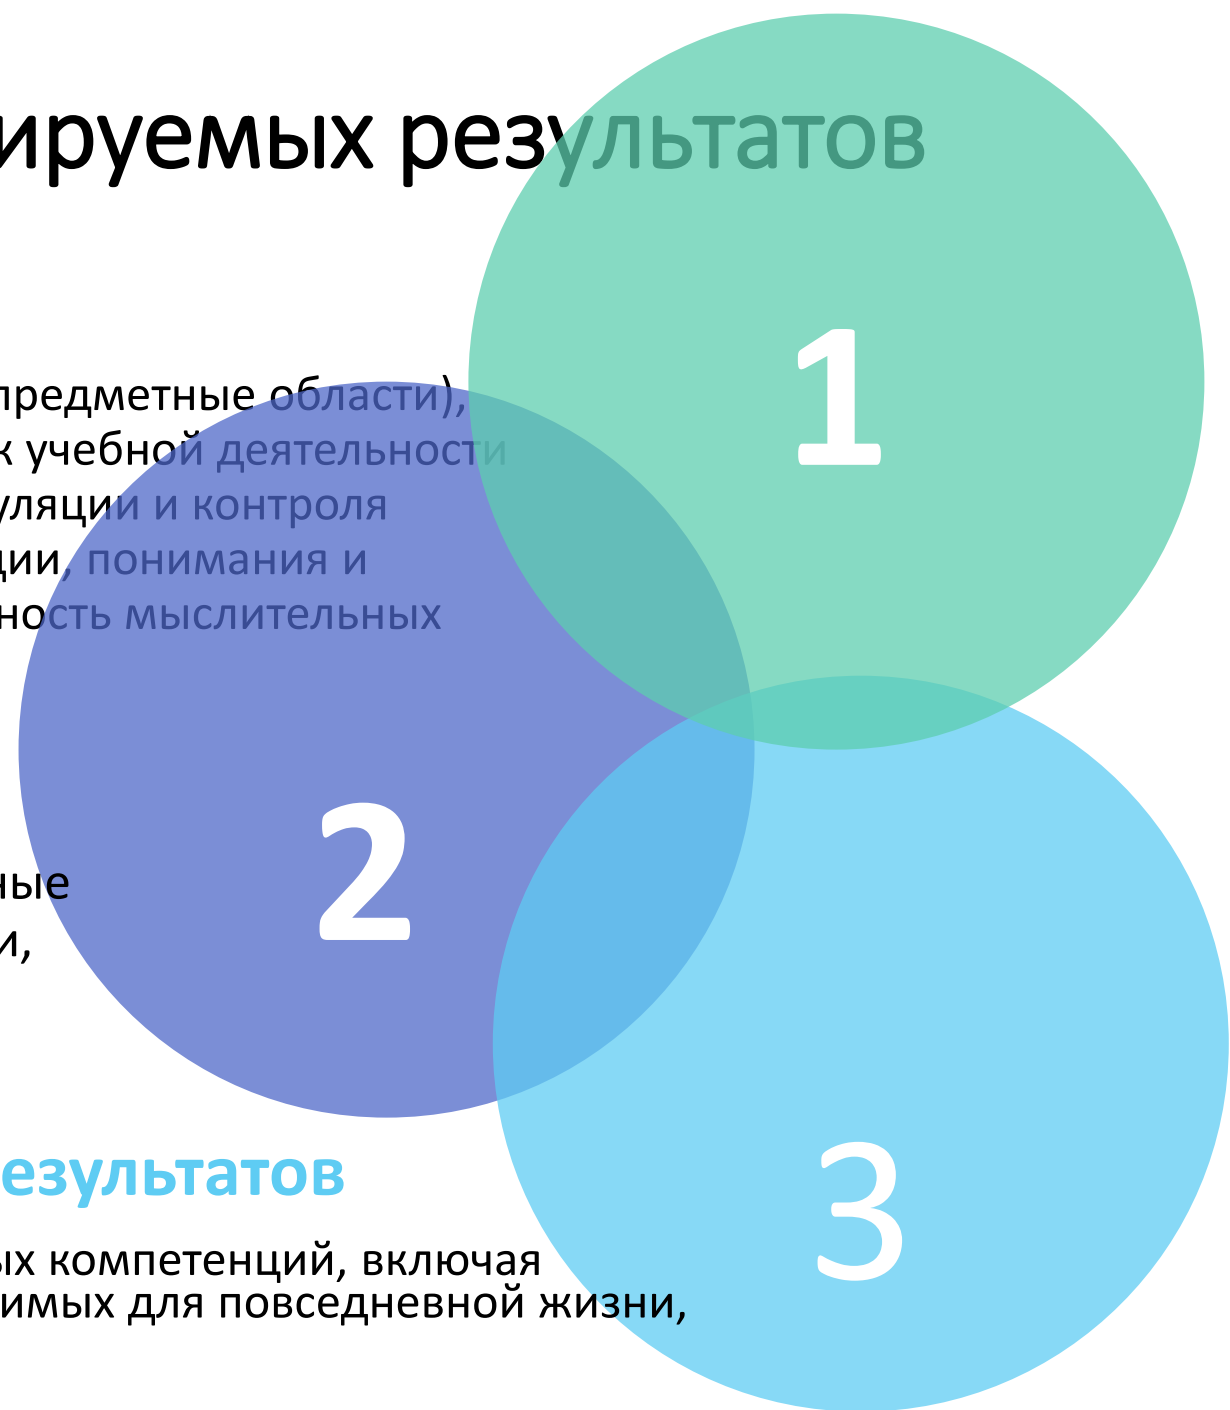 ируемых результатов
1
предметные области),
к учебной деятельности
уляции и контроля
ции, понимания и
ность мыслительных
2
ные
и,
езультатов
3
ых компетенций, включая
имых для повседневной жизни,